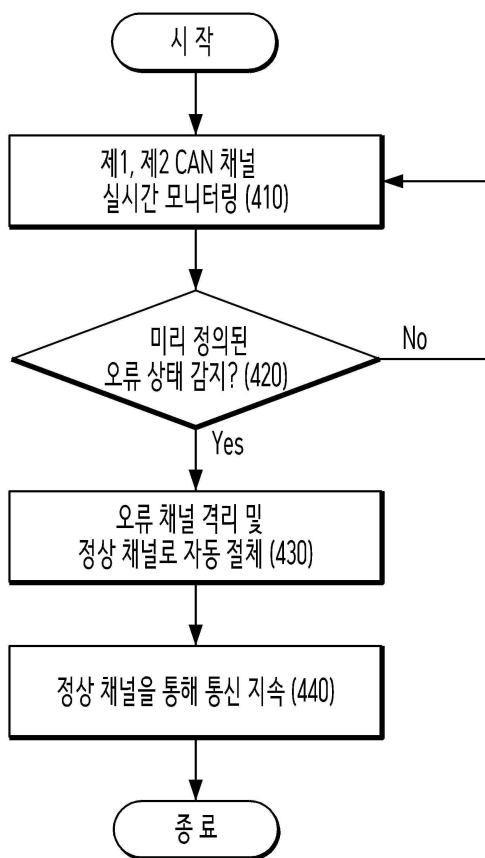 시작
제1, 제2 CAN 채널
실시간 모니터링 (410)
미리 정의된
오류 상태 감지? (420)
No
Yes
오류 채널 격리 및
정상 채널로 자동 절체 (430)
정상 채널을 통해 통신 지속 (440)
종료